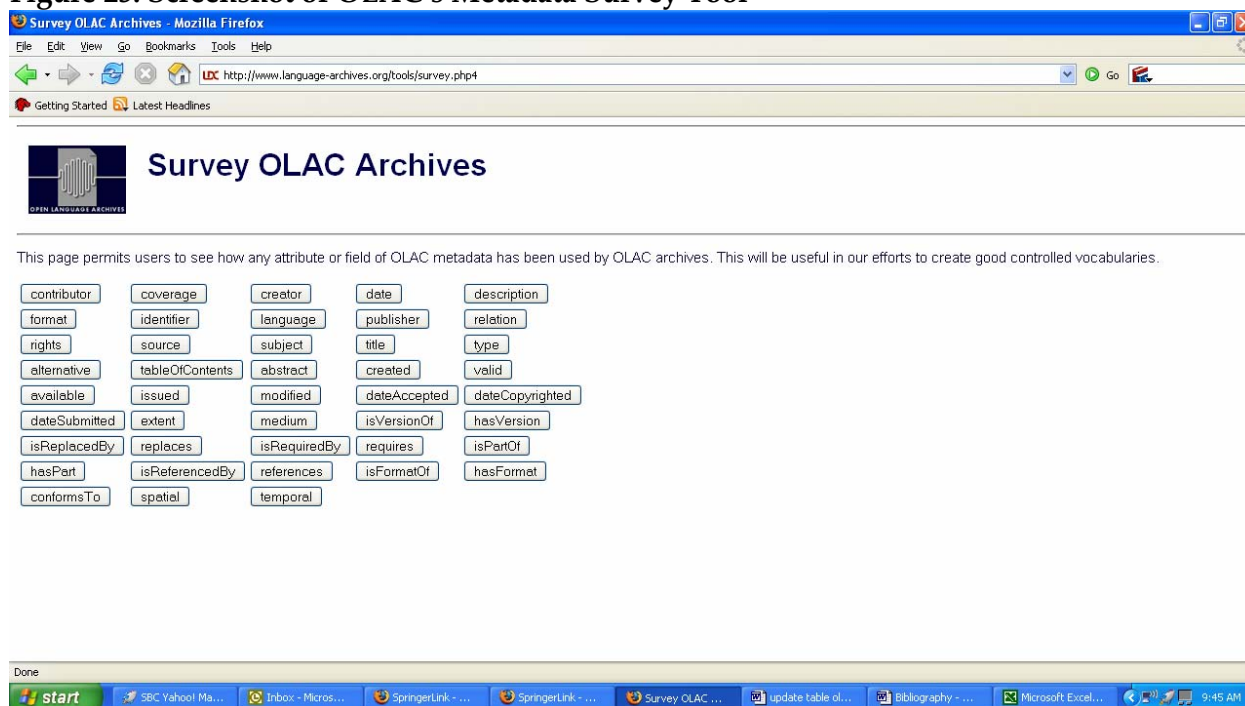 Figure 25. Screenshot of OLAC's Metadata Survey Tool
Survey OLAC Archives - Mozilla Firefox
File Edit View Go Bookmarks Tools Help
http://www.language-archives.org/tools/survey.php4 Go
Getting Started Latest Headlines
Survey OLAC Archives
OPEN LANGUAGE ARCHIVES
This page permits users to see how any attribute or field of OLAC metadata has been used by OLAC archives. This will be useful in our efforts to create good controlled vocabularies.
contributor coverage creator date description
format identifier language publisher relation
rights source subject title type
alternative tableOfContents abstract created valid
available issued modified dateAccepted dateCopyrighted
dateSubmitted extent medium isVersionOf hasVersion
isReplacedBy replaces isRequiredBy requires isPartOf
hasPart isReferencedBy references isFormatOf hasFormat
conformsTo spatial temporal
Done
start SBC Yahoo! Ma... Inbox - Micros... SpringerLink - ... SpringerLink - ... Survey OLAC ... update table ol... Bibliography - ... Microsoft Excel... 9:45 AM